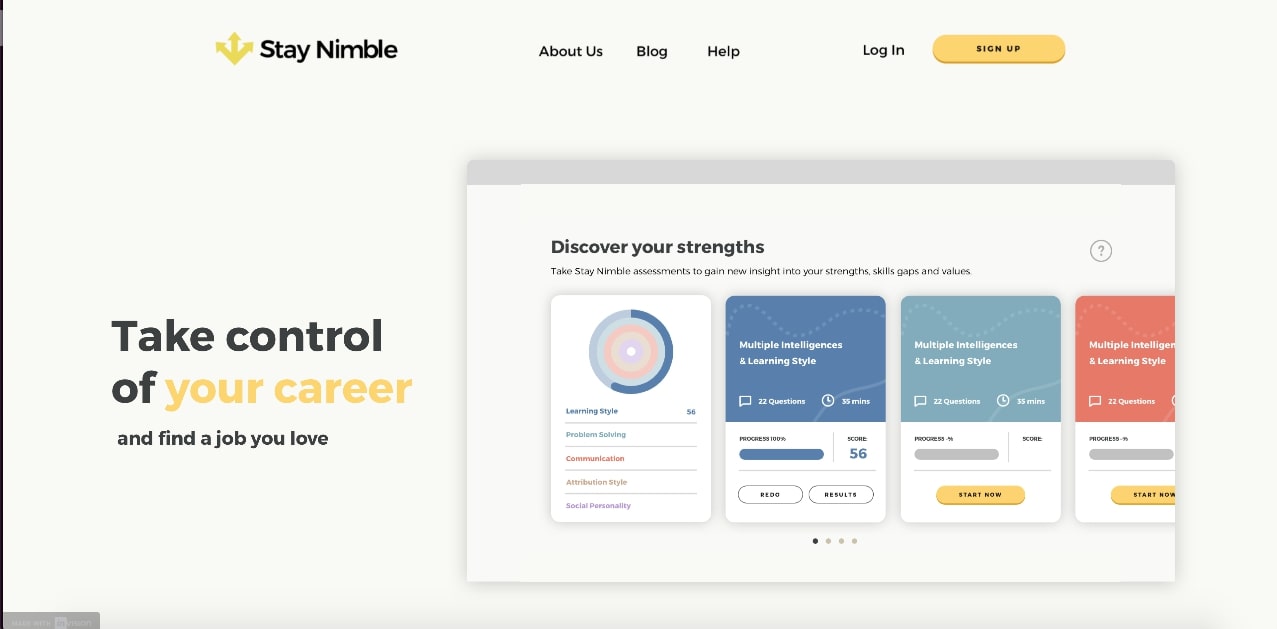 Stay Nimble
About Us Blog Help
Log In SIGN UP
Take control
of your career
and find a job you love
Discover your strengths
?
Take Stay Nimble assessments to gain new insight into your strengths, skills gaps and values.
Learning Style 56
Problem Solving
Communication
Attribution Style
Social Personality
Multiple Intelligences
& Learning Style
22 Questions 35 mins
PROGRESS 100% SCORE:
56
REDO RESULTS
Multiple Intelligences
& Learning Style
22 Questions 35 mins
PROGRESS -% SCORE:
START NOW
Multiple Intelligen
& Learning Style
22 Questions
PROGRESS -%
START NOW
MADE WITH inVISION